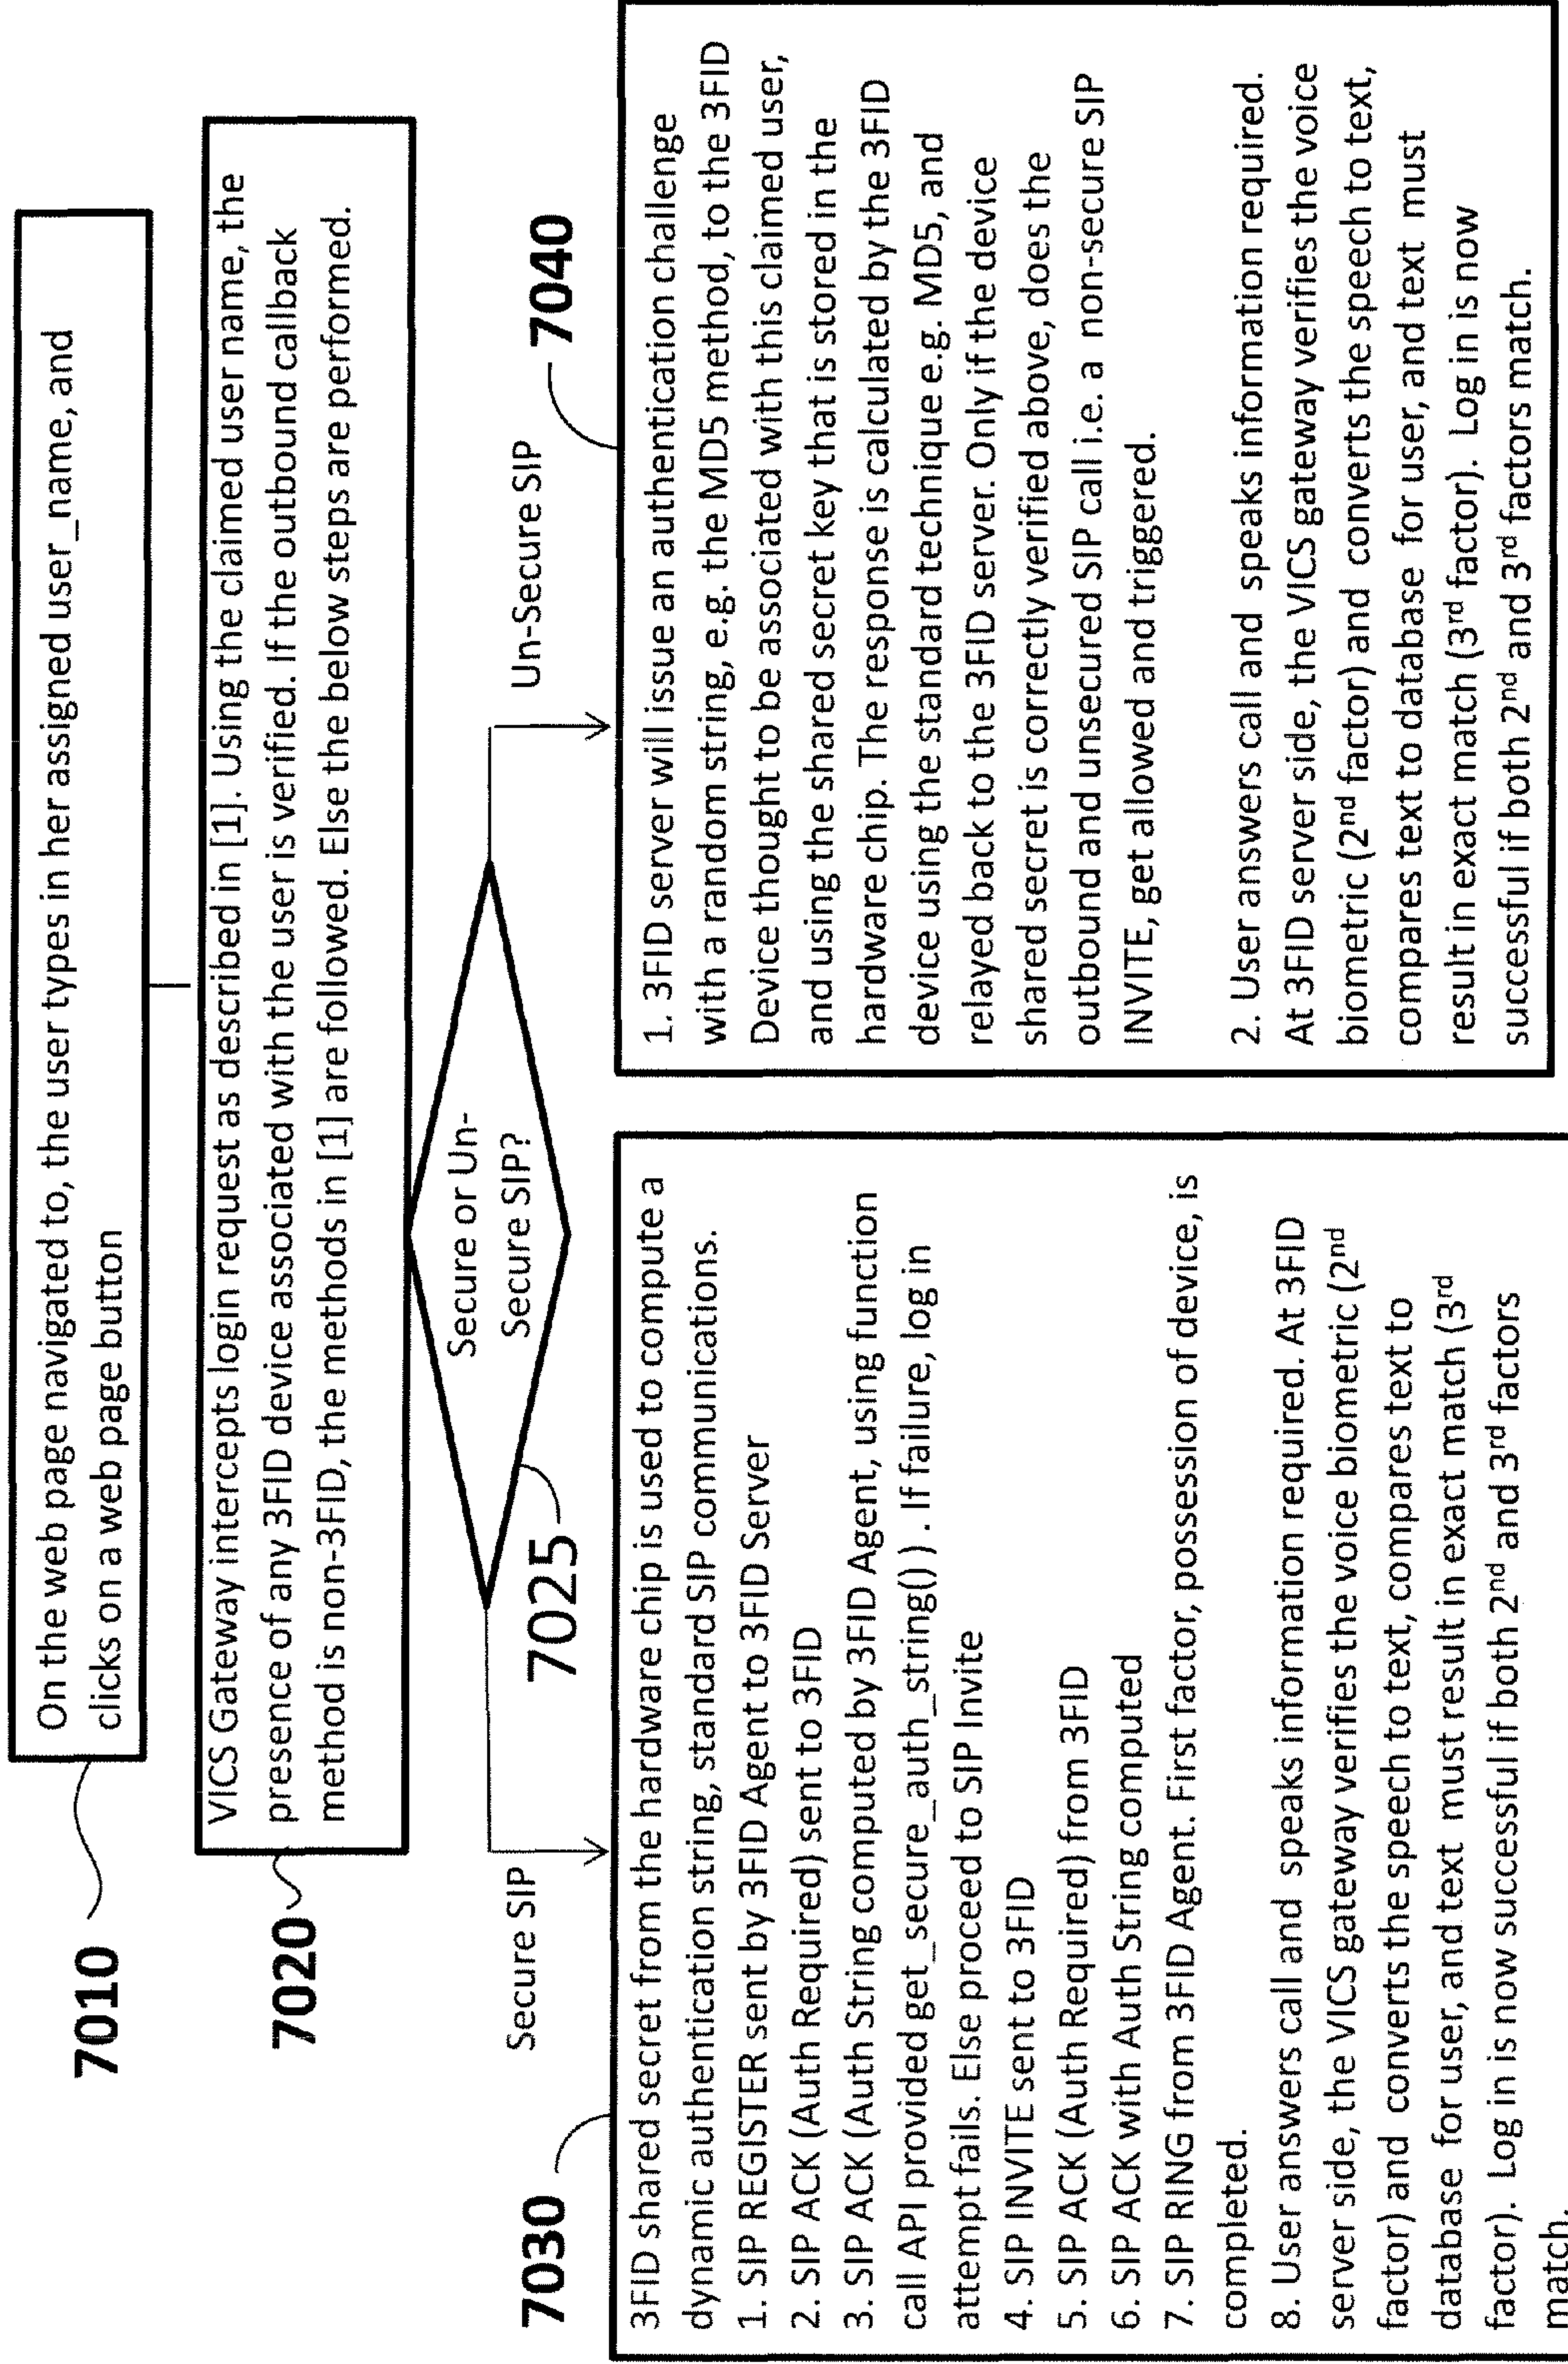 7010
On the web page navigated to, the user types in her assigned user_name, and
clicks on a web page button
7020
VICS Gateway intercepts login request as described in [1]. Using the claimed user name, the
presence of any 3FID device associated with the user is verified. If the outbound callback
method is non-3FID, the methods in [1] are followed. Else the below steps are performed.
Secure or Un-
Secure SIP?
7025
Secure SIP
Un-Secure SIP
7030
3FID shared secret from the hardware chip is used to compute a
dynamic authentication string, standard SIP communications.
1. SIP REGISTER sent by 3FID Agent to 3FID Server
2. SIP ACK (Auth Required) sent to 3FID
3. SIP ACK (Auth String computed by 3FID Agent, using function
call API provided get_secure_auth_string() ) . If failure, log in
attempt fails. Else proceed to SIP Invite
4. SIP INVITE sent to 3FID
5. SIP ACK (Auth Required) from 3FID
6. SIP ACK with Auth String computed
7. SIP RING from 3FID Agent. First factor, possession of device, is
completed.
8. User answers call and speaks information required. At 3FID
server side, the VICS gateway verifies the voice biometric (2nd
factor) and converts the speech to text, compares text to
database for user, and text must result in exact match (3rd
factor). Log in is now successful if both 2nd and 3rd factors
match.
7040
1. 3FID server will issue an authentication challenge
with a random string, e.g. the MD5 method, to the 3FID
Device thought to be associated with this claimed user,
and using the shared secret key that is stored in the
hardware chip. The response is calculated by the 3FID
device using the standard technique e.g. MD5, and
relayed back to the 3FID server. Only if the device
shared secret is correctly verified above, does the
outbound and unsecured SIP call i.e. a non-secure SIP
INVITE, get allowed and triggered.
2. User answers call and speaks information required.
At 3FID server side, the VICS gateway verifies the voice
biometric (2nd factor) and converts the speech to text,
compares text to database for user, and text must
result in exact match (3rd factor). Log in is now
successful if both 2nd and 3rd factors match.